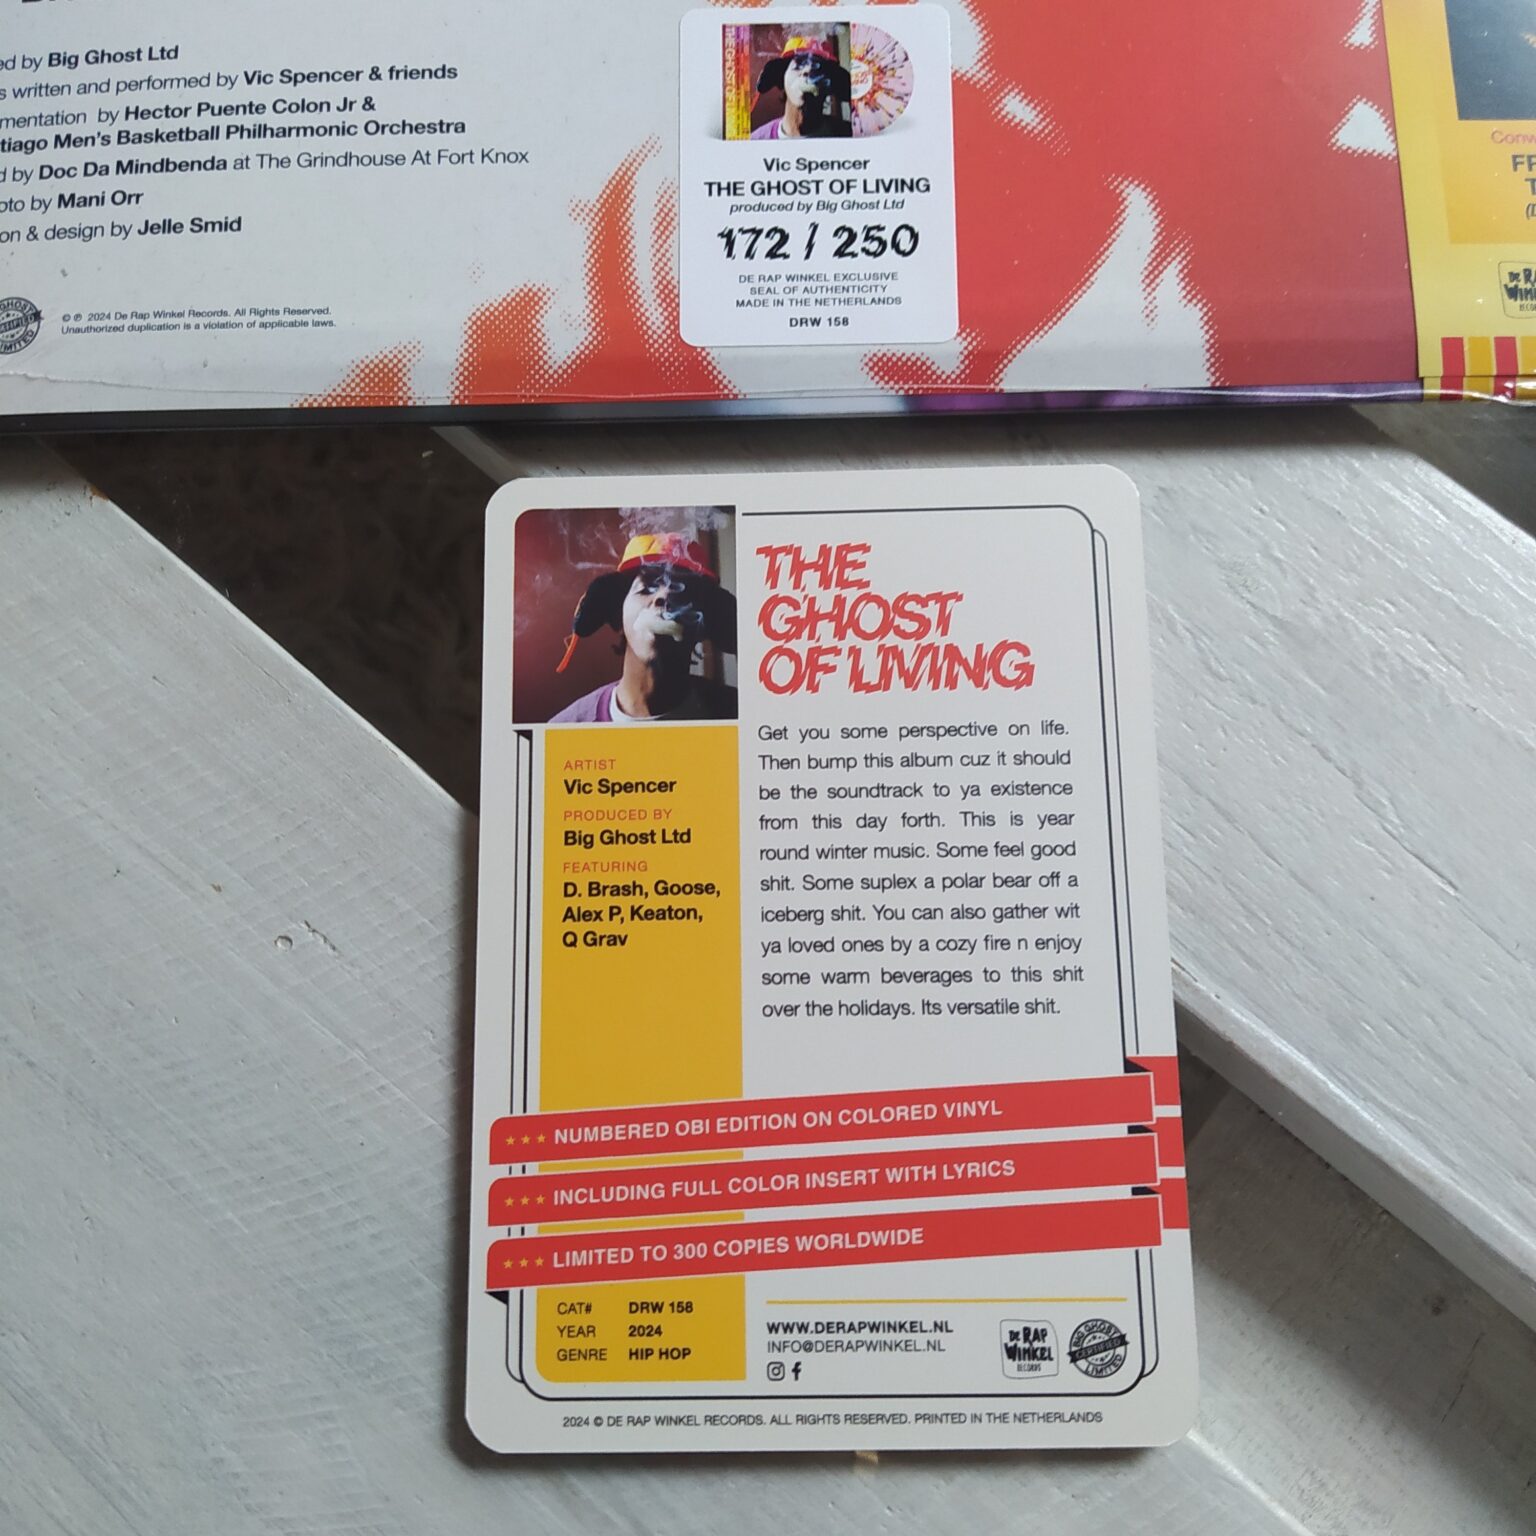 ed by Big Ghost Ltd
s written and performed by Vic Spencer & friends
mentation by Hector Puente Colon Jr &
tiago Men's Basketball Philharmonic Orchestra
d by Doc Da Mindbenda at The Grindhouse At Fort Knox
oto by Mani Orr
on & design by Jelle Smid
© ℗ 2024 De Rap Winkel Records. All Rights Reserved.
Unauthorized duplication is a violation of applicable laws.
Vic Spencer
THE GHOST OF LIVING
produced by Big Ghost Ltd
172 / 250
DE RAP WINKEL EXCLUSIVE
SEAL OF AUTHENTICITY
MADE IN THE NETHERLANDS
DRW 158
THE
GHOST
OF LIVING
ARTIST
Vic Spencer
PRODUCED BY
Big Ghost Ltd
FEATURING
D. Brash, Goose,
Alex P, Keaton,
Q Grav
Get you some perspective on life.
Then bump this album cuz it should
be the soundtrack to ya existence
from this day forth. This is year
round winter music. Some feel good
shit. Some suplex a polar bear off a
iceberg shit. You can also gather wit
ya loved ones by a cozy fire n enjoy
some warm beverages to this shit
over the holidays. Its versatile shit.
★★★ NUMBERED OBI EDITION ON COLORED VINYL
★★★ INCLUDING FULL COLOR INSERT WITH LYRICS
★★★ LIMITED TO 300 COPIES WORLDWIDE
CAT# DRW 158
YEAR 2024
GENRE HIP HOP
WWW.DERAPWINKEL.NL
INFO@DERAPWINKEL.NL
DE RAP
WINKEL
RECORDS
BIG GHOST
CERTIFIED
LIMITED
2024 © DE RAP WINKEL RECORDS. ALL RIGHTS RESERVED. PRINTED IN THE NETHERLANDS